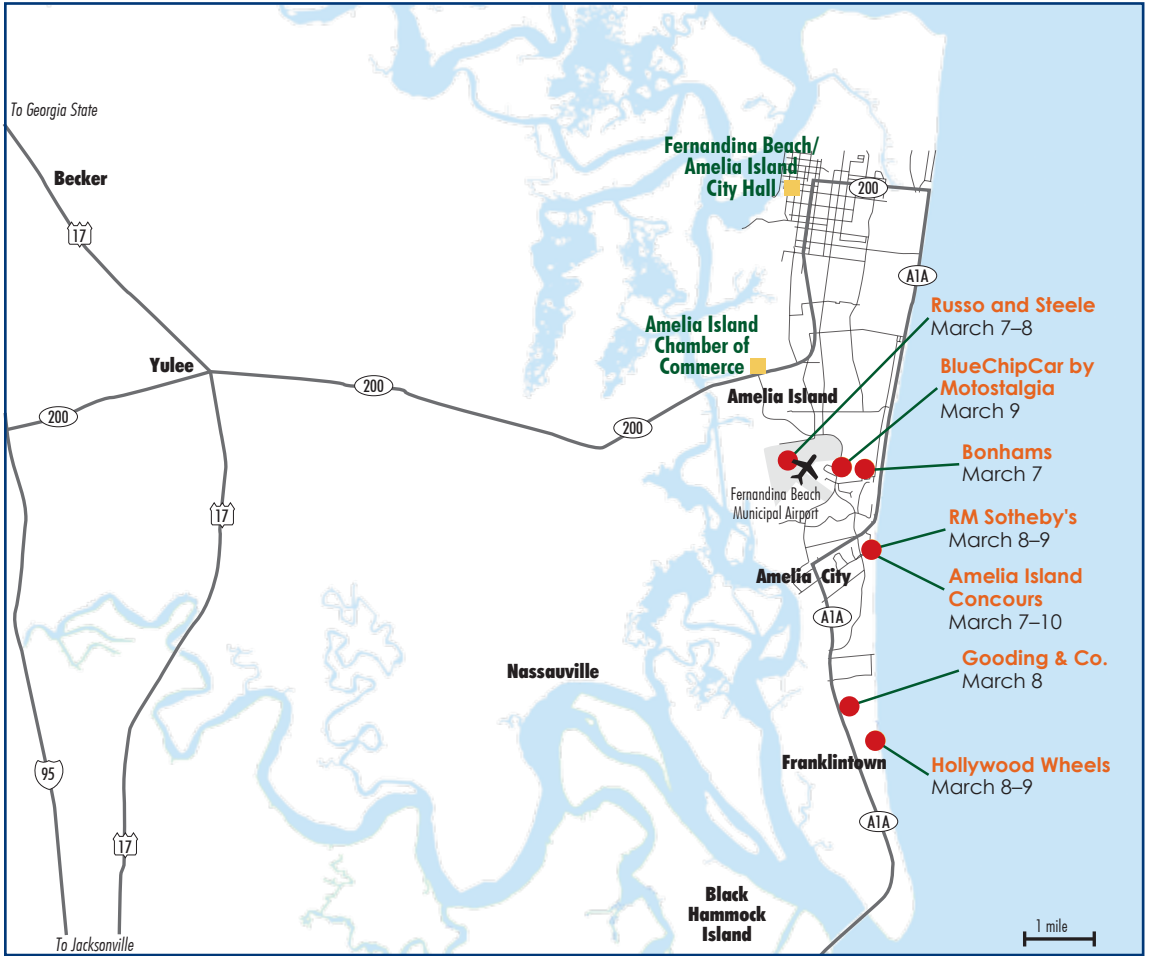 To Georgia State
Becker
17
Yulee
200
200
200
17
95
17
To Jacksonville
Fernandina Beach/
Amelia Island
City Hall
200
A1A
Amelia Island
Chamber of
Commerce
Amelia Island
Fernandina Beach
Municipal Airport
Amelia City
A1A
Nassauville
Franklintown
A1A
Black
Hammock
Island
Russo and Steele
March 7–8
BlueChipCar by
Motostalgia
March 9
Bonhams
March 7
RM Sotheby's
March 8–9
Amelia Island
Concours
March 7–10
Gooding & Co.
March 8
Hollywood Wheels
March 8–9
1 mile